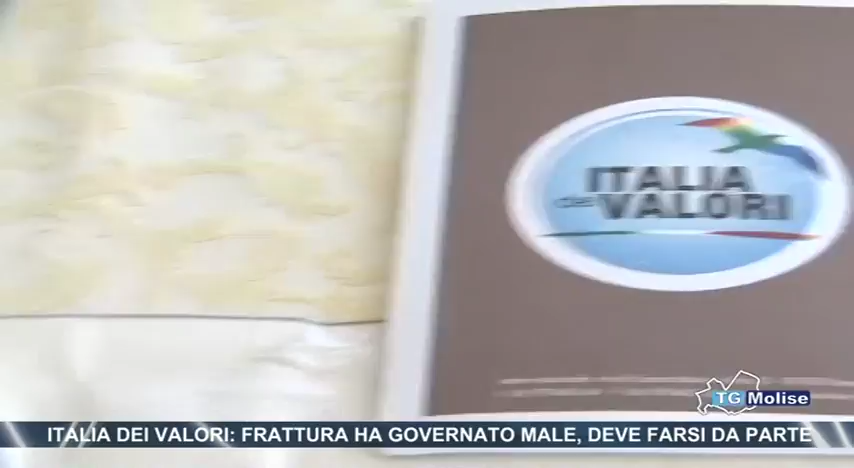 ITALIA
dei VALORI
TG Molise
ITALIA DEI VALORI: FRATTURA HA GOVERNATO MALE, DEVE FARSI DA PARTE